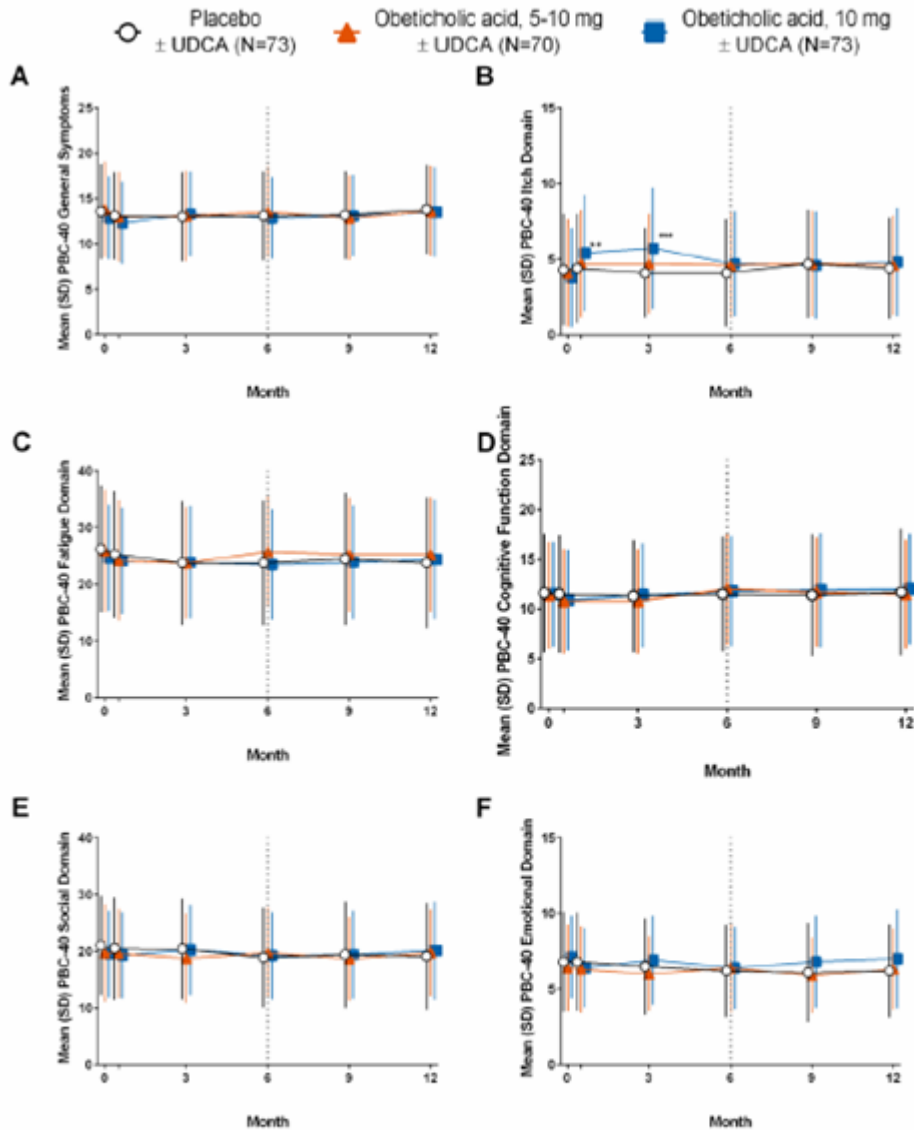 Placebo
± UDCA (N=73)
Obeticholic acid, 5-10 mg
± UDCA (N=70)
Obeticholic acid, 10 mg
± UDCA (N=73)
A
Mean (SD) PBC-40 General Symptoms
25
20
15
10
5
0
0 3 6 9 12
Month
B
Mean (SD) PBC-40 Itch Domain
15
10
5
0
**
***
0 3 6 9 12
Month
C
Mean (SD) PBC-40 Fatigue Domain
40
30
20
10
0
0 3 6 9 12
Month
D
Mean (SD) PBC-40 Cognitive Function Domain
25
20
15
10
5
0
0 3 6 9 12
Month
E
Mean (SD) PBC-40 Social Domain
40
30
20
10
0
0 3 6 9 12
Month
F
Mean (SD) PBC-40 Emotional Domain
15
10
5
0
0 3 6 9 12
Month